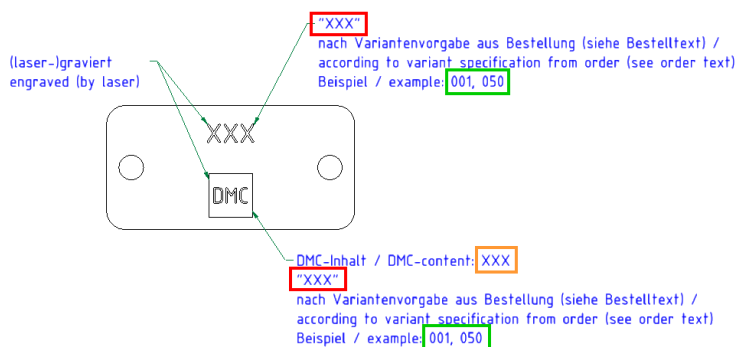 "XXX"
nach Variantenvorgabe aus Bestellung (siehe Bestelltext) /
according to variant specification from order (see order text)
Beispiel / example: 001, 050
(laser-)graviert
engraved (by laser)
XXX
DMC
DMC-Inhalt / DMC-content: XXX
"XXX"
nach Variantenvorgabe aus Bestellung (siehe Bestelltext) /
according to variant specification from order (see order text)
Beispiel / example: 001, 050